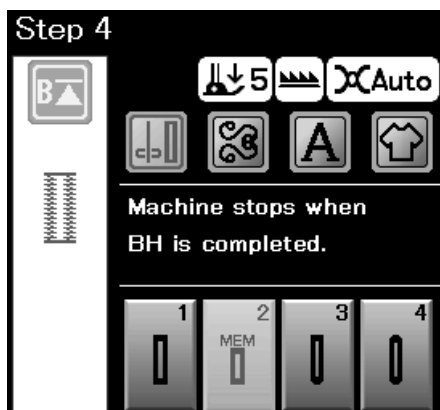 Step 4
5
Auto
B
A
Machine stops when
BH is completed.
1 2 3 4
MEM